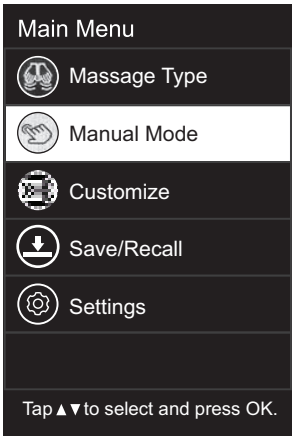 Main Menu
Massage Type
Manual Mode
Customize
Save/Recall
Settings
Tap▲▼to select and press OK.